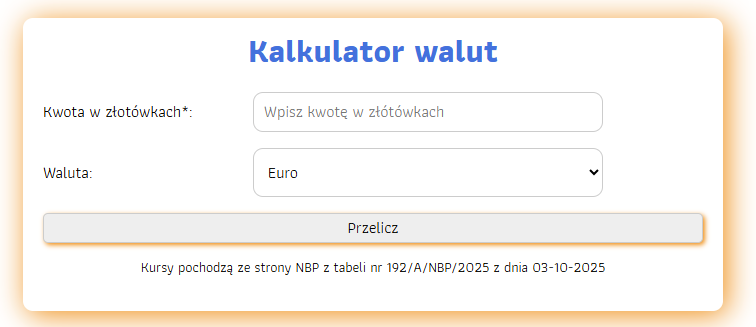 Kalkulator walut
Kwota w złotówkach*:
Wpisz kwotę w złótówkach
Waluta:
Euro
Przelicz
Kursy pochodzą ze strony NBP z tabeli nr 192/A/NBP/2025 z dnia 03-10-2025